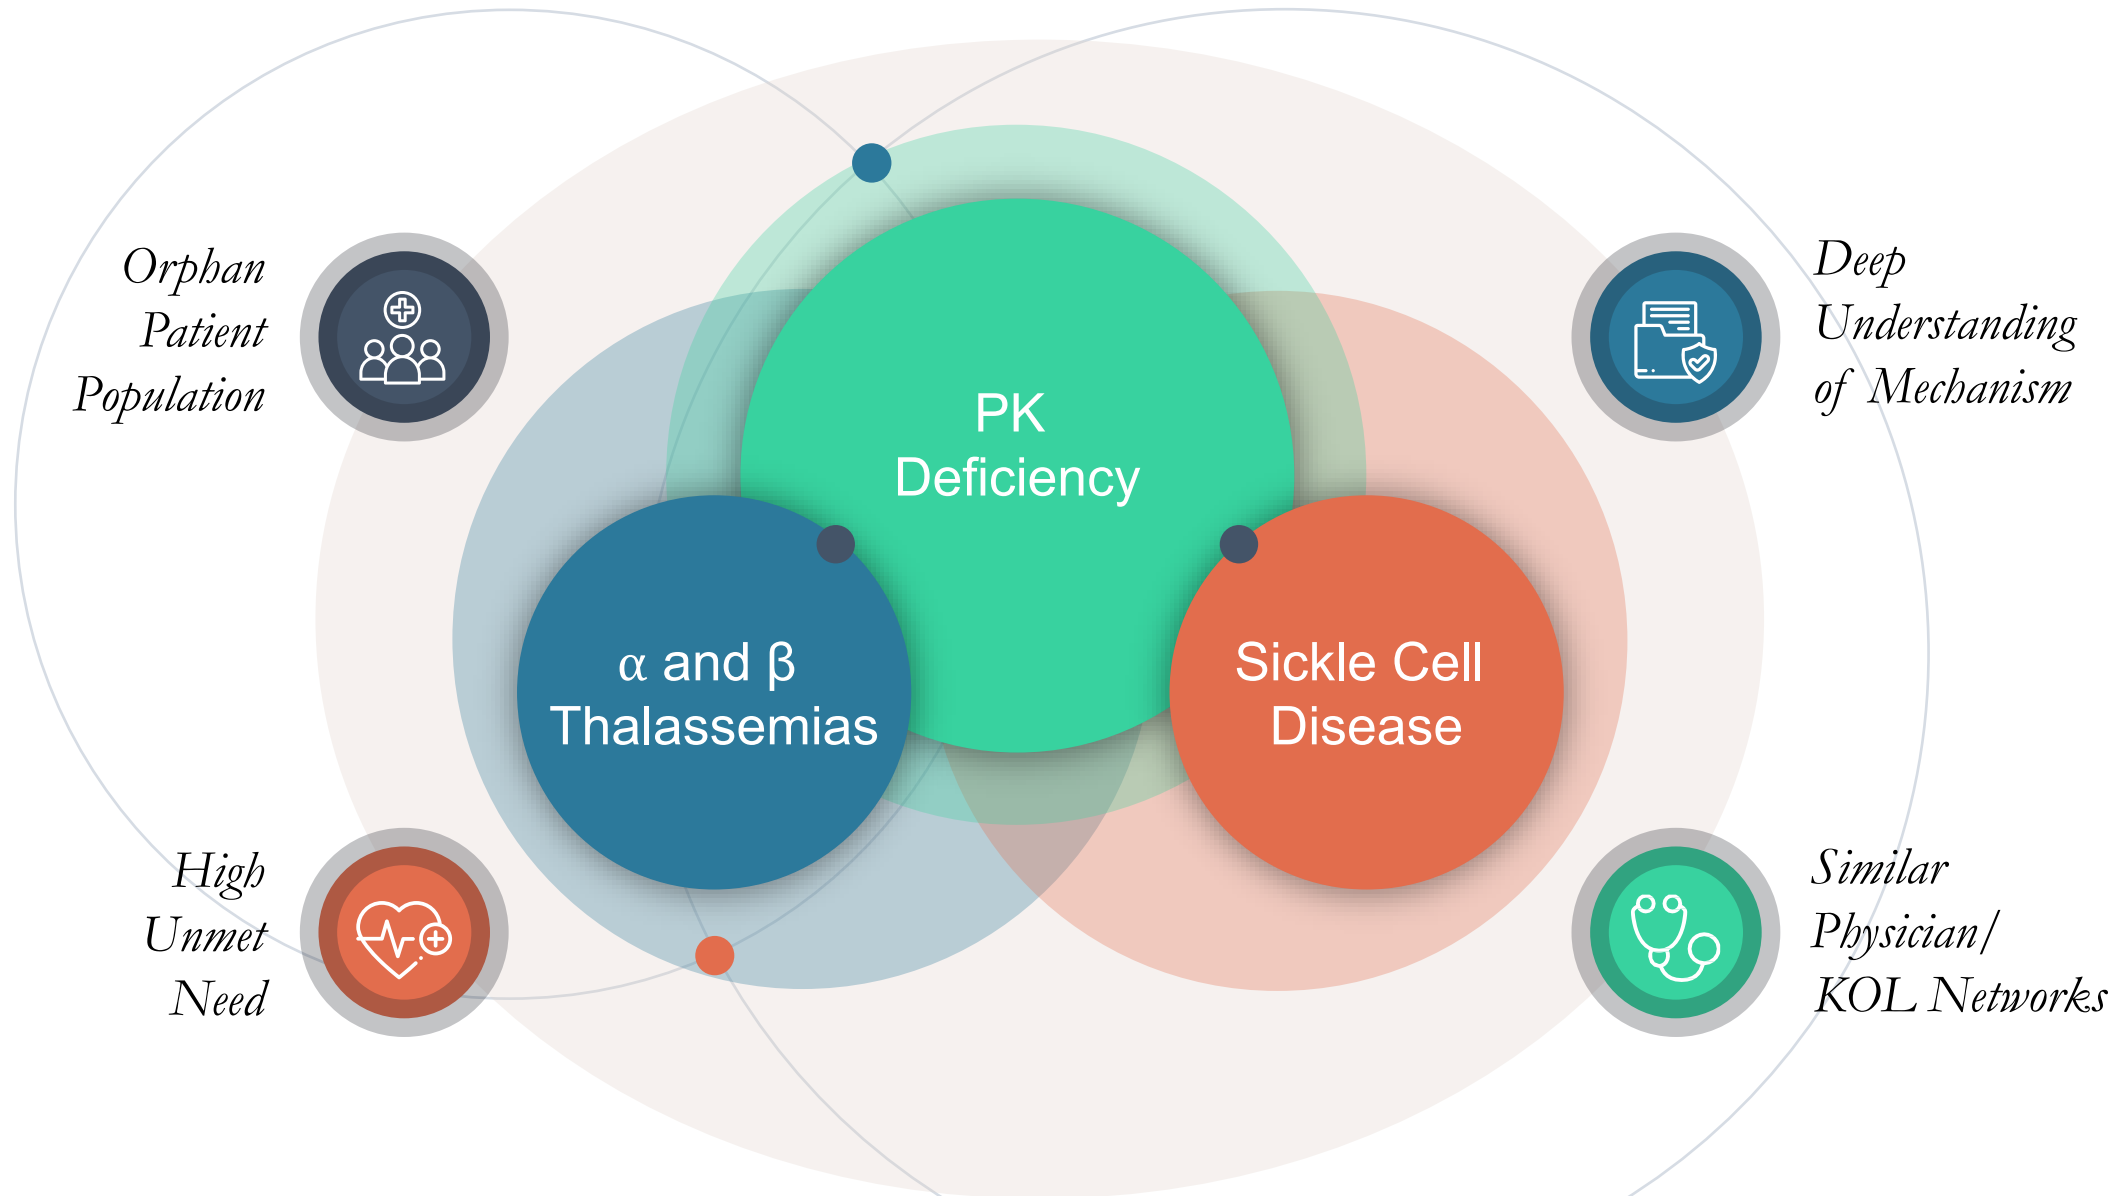 Orphan
Patient
Population
Deep
Understanding
of Mechanism
PK
Deficiency
α and β
Thalassemias
Sickle Cell
Disease
High
Unmet
Need
Similar
Physician/
KOL Networks